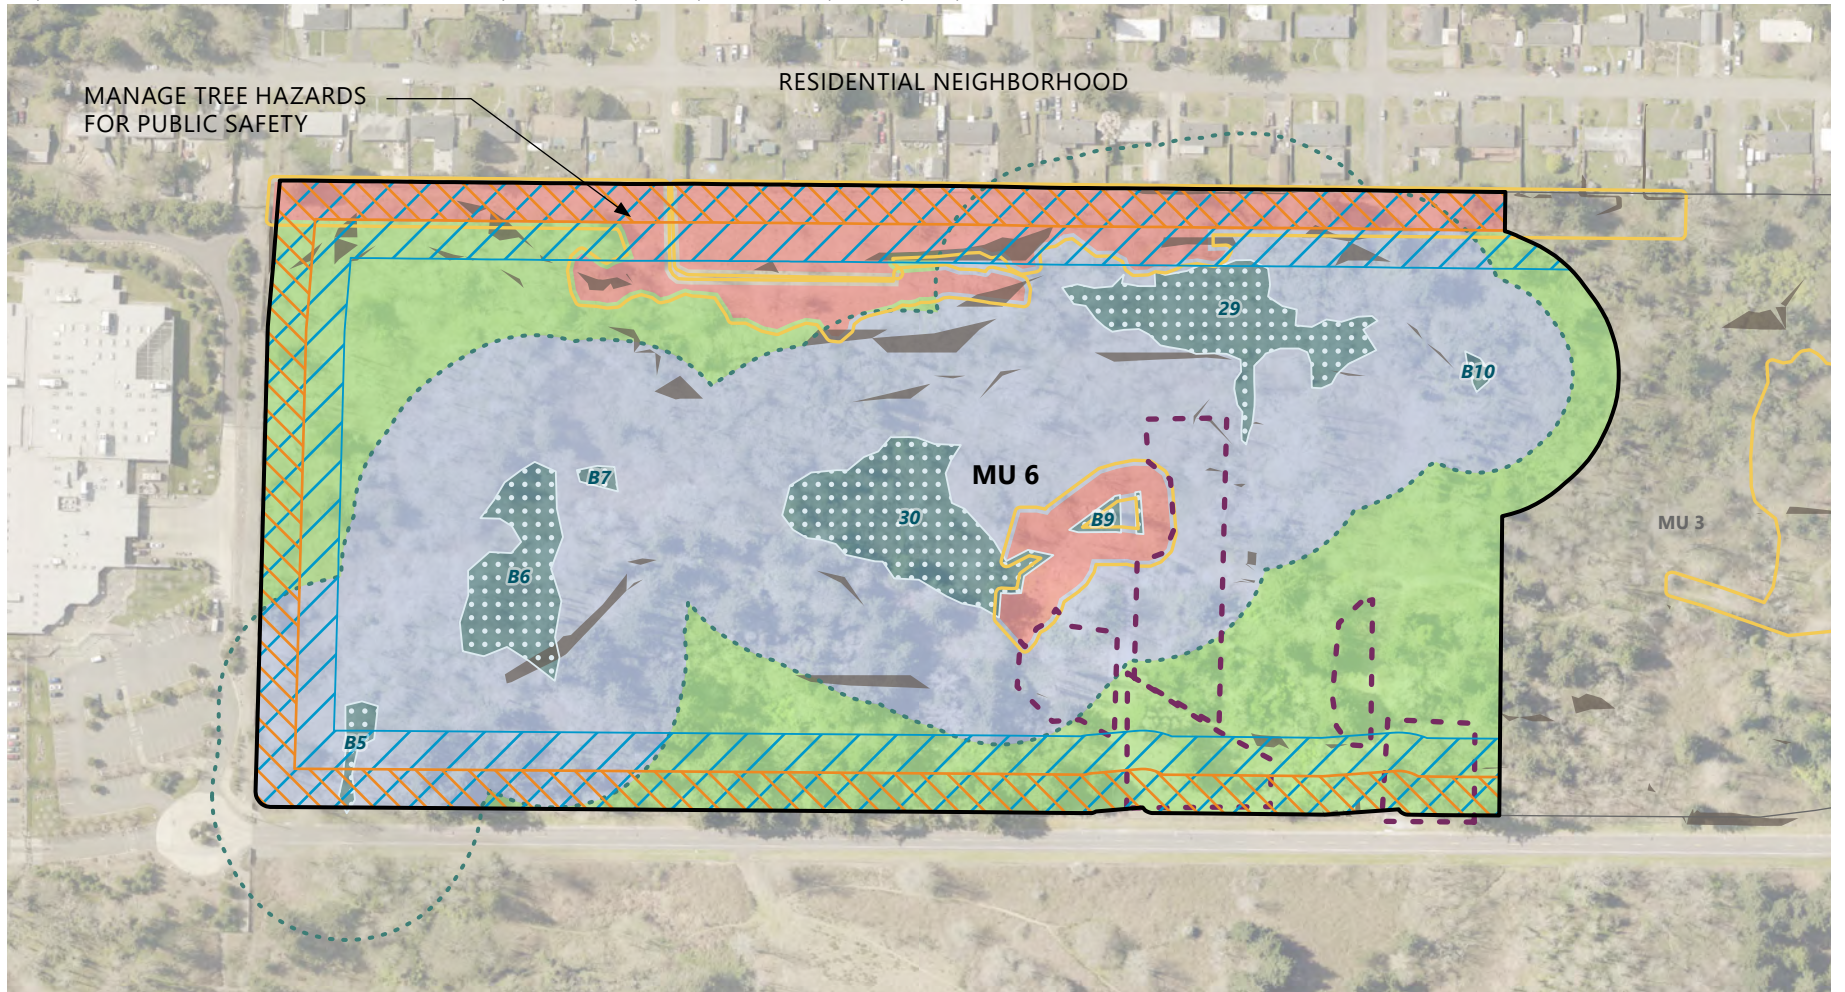 RESIDENTIAL NEIGHBORHOOD
MANAGE TREE HAZARDS
FOR PUBLIC SAFETY
29
B10
B7
MU 6
30
B9
MU 3
B6
B5